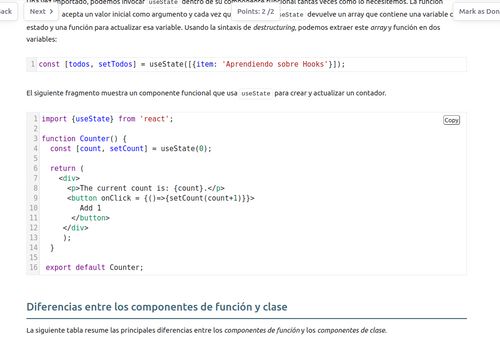 Una vez importado, podemos invocar useState dentro de su componente funcional tantas veces como lo necesitemos. La función
Back Next > acepta un valor inicial como argumento y cada vez que Points: 2 / 2 useState devuelve un array que contiene una variable Mark as Don
estado y una función para actualizar esa variable. Usando la sintaxis de destructuring, podemos extraer este array y función en dos
variables:
1 const [todos, setTodos] = useState([{item: 'Aprendiendo sobre Hooks'}]);
El siguiente fragmento muestra un componente funcional que usa useState para crear y actualizar un contador.
1 import {useState} from 'react'; Copy
2
3 function Counter() {
4 const [count, setCount] = useState(0);
5
6 return (
7 <div>
8 <p>The current count is: {count}.</p>
9 <button onClick = {()=>{setCount(count+1)}}>
10 Add 1
11 </button>
12 </div>
13 );
14 }
15
16 export default Counter;
Diferencias entre los componentes de función y clase
La siguiente tabla resume las principales diferencias entre los componentes de función y los componentes de clase.